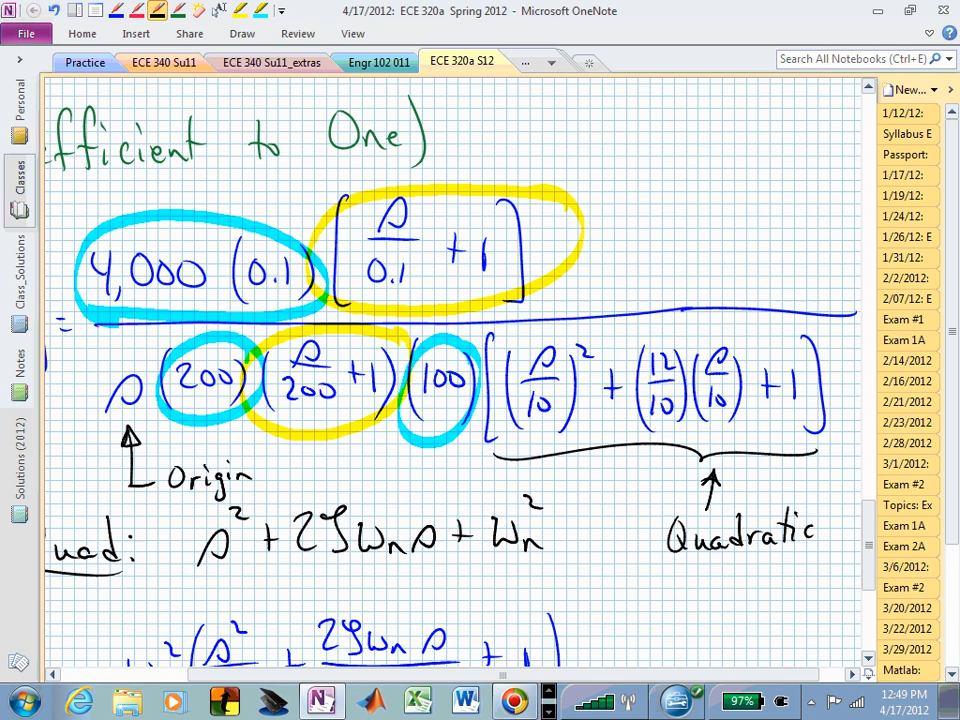 4/17/2012: ECE 320a Spring 2012 - Microsoft OneNote
File Home Insert Share Draw Review View
Practice ECE 340 Su11 ECE 340 Su11_extras Engr 102 011 ECE 320a S12 ... Search All Notebooks (Ctrl+E)
Personal
Classes
Class_Solutions
Notes
Solutions (2012)
efficient to One)
= 4,000 (0.1) [s/0.1 + 1]
s (200) (s/200 + 1) (100) [(s/10)² + (12/10)(s/10) + 1]
Origin
Quadratic
uad: s² + 2ζωₙs + ωₙ²
2ζωₙs
New...
1/12/12:
Syllabus E
Passport:
1/17/12:
1/19/12:
1/24/12:
1/26/12: E
1/31/12:
2/2/2012:
2/07/12: E
Exam #1
Exam 1A
2/14/2012
2/16/2012
2/21/2012
2/23/2012
2/28/2012
3/1/2012:
Exam #2
Topics: Ex
Exam 1A
Exam 2A
3/6/2012:
Exam #2
3/20/2012
3/22/2012
3/29/2012
Matlab:
97%
12:49 PM
4/17/2012